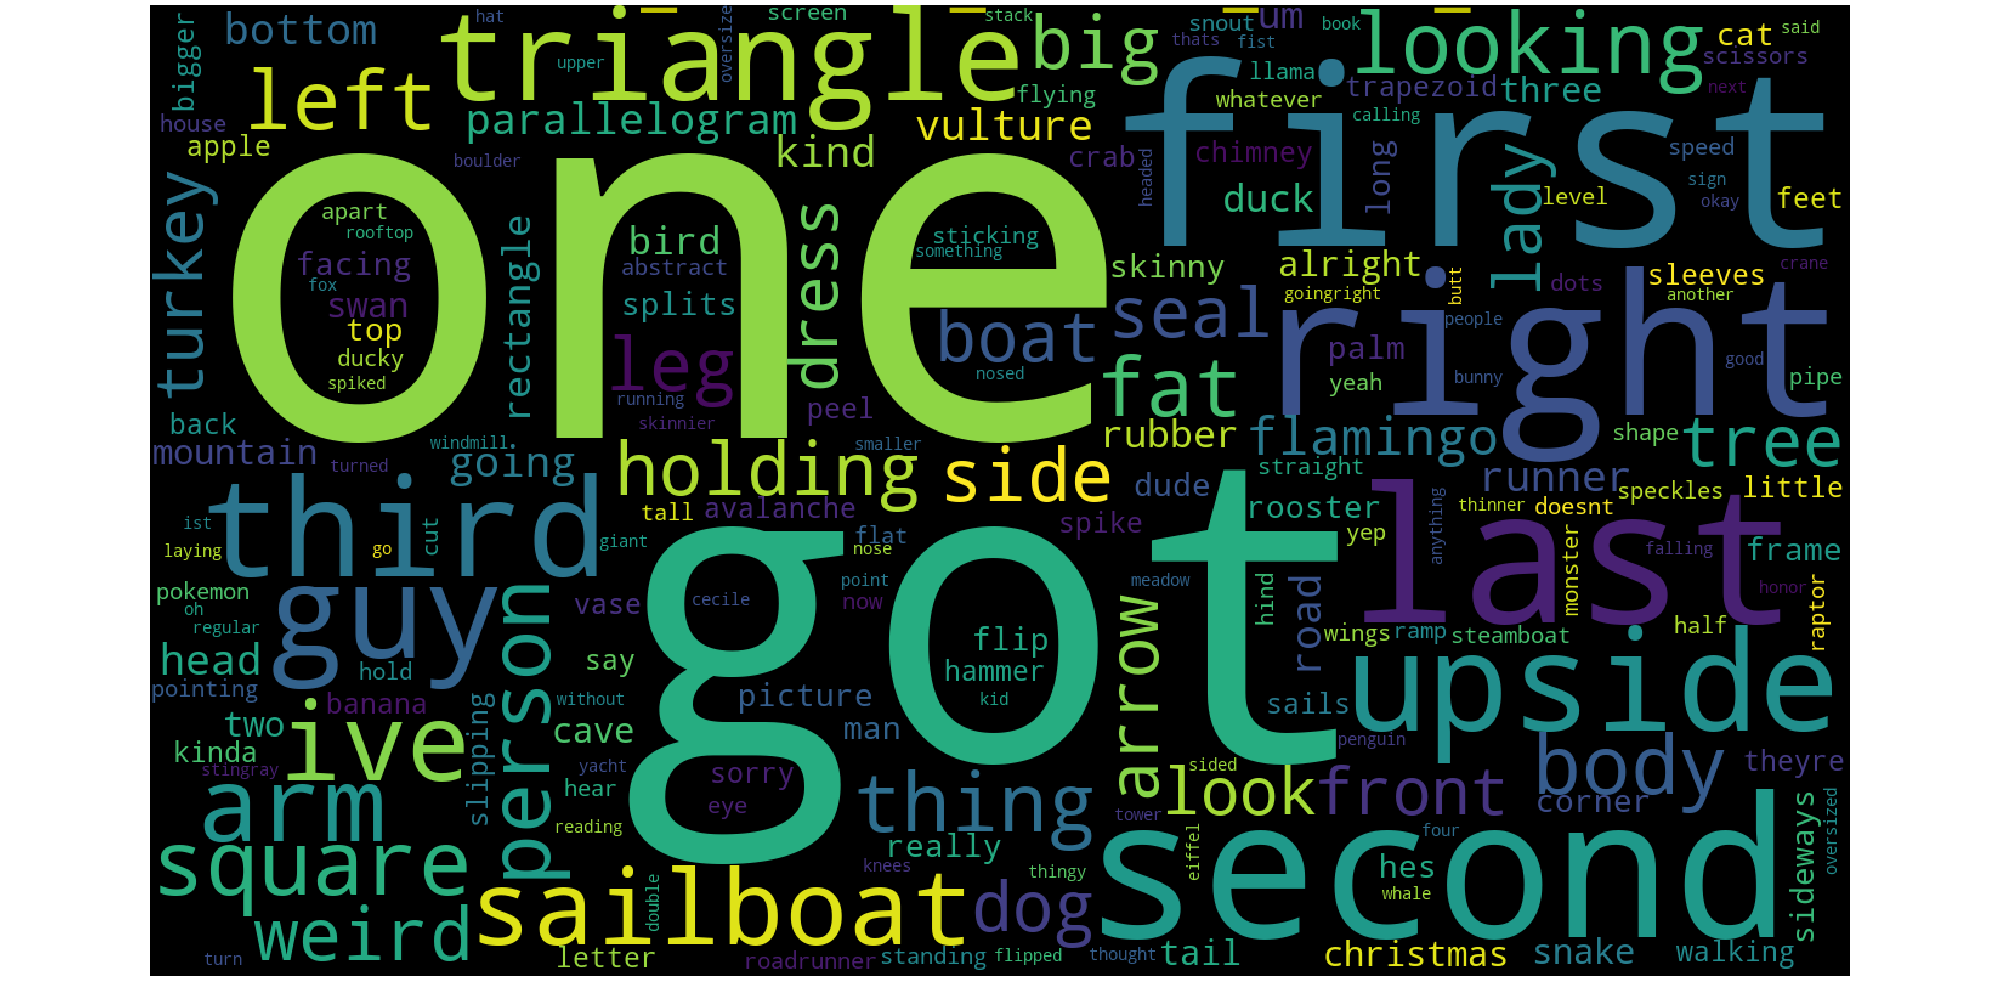 hat
stack
screen
oversize
bottom
bigger
triangle
upper
big
snout
um
book
thats
fist
looking
cat
said
scissors
left
llama
trapezoid
three
next
flying
whatever
calling
house
apple
parallelogram
kind
vulture
first
boulder
crab
chimney
headed
long
lady
speed
sign
okay
level
feet
duck
one
turkey
apart
rooftop
facing
fox
swan
top
ducky
spiked
rectangle
bird
abstract
splits
dress
sticking
something
skinny
alright
goingright
butt
dots
sleeves
another
crane
boat
seal
right
people
leg
nosed
palm
good
running
fat
yeah
bunny
pipe
back
peel
skinnier
mountain
windmill
turned
going
smaller
rubber
flamingo
shape
tree
holding
side
straight
runner
third
dude
speckles
little
tall
avalanche
rooster
thinner
doesnt
ist
cut
spike
yep
anything
last
laying
go
giant
flat
nose
got
monster
falling
frame
pokemon
oh
regular
guy
person
vase
cecile
point
now
meadow
hind
honor
raptor
arrow
road
wings
ramp
steamboat
half
head
hold
say
flip
hammer
kid
upside
pointing
banana
without
picture
man
sails
two
ive
slipping
cave
penguin
kinda
stingray
yacht
sorry
sided
body
theyre
arm
hear
eye
thing
look
front
corner
reading
tower
square
really
eiffel
second
four
sideways
oversized
knees
thingy
hes
whale
weird
sailboat
double
dog
turn
letter
roadrunner
standing
flipped
thought
tail
christmas
snake
walking